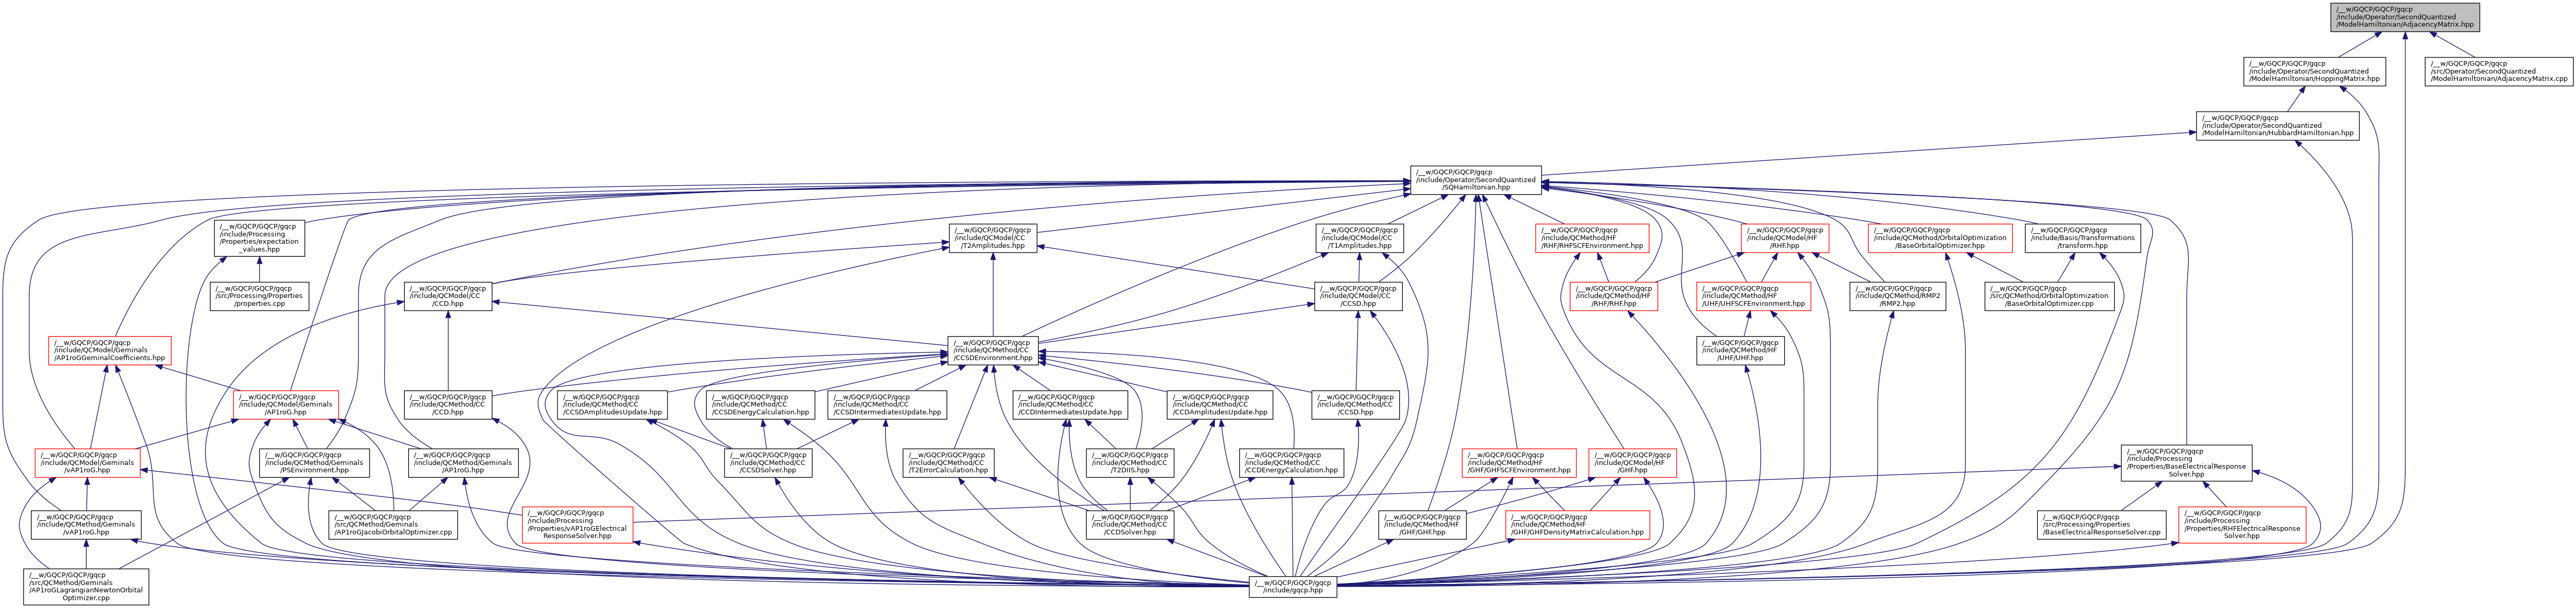 /__w/GQCP/GQCP/gqcp
/include/Operator/SecondQuantized
/ModelHamiltonian/AdjacencyMatrix.hpp
/__w/GQCP/GQCP/gqcp
/include/Operator/SecondQuantized
/ModelHamiltonian/HoppingMatrix.hpp
/__w/GQCP/GQCP/gqcp
/src/Operator/SecondQuantized
/ModelHamiltonian/AdjacencyMatrix.cpp
/__w/GQCP/GQCP/gqcp
/include/Operator/SecondQuantized
/ModelHamiltonian/HubbardHamiltonian.hpp
/__w/GQCP/GQCP/gqcp
/include/Operator/SecondQuantized
/SQHamiltonian.hpp
/__w/GQCP/GQCP/gqcp
/include/Processing
/Properties/expectation
_values.hpp
/__w/GQCP/GQCP/gqcp
/include/QCModel/CC
/T2Amplitudes.hpp
/__w/GQCP/GQCP/gqcp
/include/QCModel/CC
/T1Amplitudes.hpp
/__w/GQCP/GQCP/gqcp
/include/QCMethod/HF
/RHF/RHFSCFEnvironment.hpp
/__w/GQCP/GQCP/gqcp
/include/QCModel/HF
/RHF.hpp
/__w/GQCP/GQCP/gqcp
/include/QCMethod/OrbitalOptimization
/BaseOrbitalOptimizer.hpp
/__w/GQCP/GQCP/gqcp
/include/Basis/Transformations
/transform.hpp
/__w/GQCP/GQCP/gqcp
/src/Processing/Properties
/properties.cpp
/__w/GQCP/GQCP/gqcp
/include/QCModel/CC
/CCD.hpp
/__w/GQCP/GQCP/gqcp
/include/QCModel/CC
/CCSD.hpp
/__w/GQCP/GQCP/gqcp
/include/QCMethod/HF
/RHF/RHF.hpp
/__w/GQCP/GQCP/gqcp
/include/QCMethod/HF
/UHF/UHFSCFEnvironment.hpp
/__w/GQCP/GQCP/gqcp
/include/QCMethod/RMP2
/RMP2.hpp
/__w/GQCP/GQCP/gqcp
/src/QCMethod/OrbitalOptimization
/BaseOrbitalOptimizer.cpp
/__w/GQCP/GQCP/gqcp
/include/QCModel/Geminals
/AP1roGGeminalCoefficients.hpp
/__w/GQCP/GQCP/gqcp
/include/QCMethod/CC
/CCSDEnvironment.hpp
/__w/GQCP/GQCP/gqcp
/include/QCMethod/HF
/UHF/UHF.hpp
/__w/GQCP/GQCP/gqcp
/include/QCModel/Geminals
/AP1roG.hpp
/__w/GQCP/GQCP/gqcp
/include/QCMethod/CC
/CCD.hpp
/__w/GQCP/GQCP/gqcp
/include/QCMethod/CC
/CCSDAmplitudesUpdate.hpp
/__w/GQCP/GQCP/gqcp
/include/QCMethod/CC
/CCSDEnergyCalculation.hpp
/__w/GQCP/GQCP/gqcp
/include/QCMethod/CC
/CCSDIntermediatesUpdate.hpp
/__w/GQCP/GQCP/gqcp
/include/QCMethod/CC
/CCDIntermediatesUpdate.hpp
/__w/GQCP/GQCP/gqcp
/include/QCMethod/CC
/CCDAmplitudesUpdate.hpp
/__w/GQCP/GQCP/gqcp
/include/QCMethod/CC
/CCSD.hpp
/__w/GQCP/GQCP/gqcp
/include/QCModel/Geminals
/vAP1roG.hpp
/__w/GQCP/GQCP/gqcp
/include/QCMethod/Geminals
/PSEnvironment.hpp
/__w/GQCP/GQCP/gqcp
/include/QCMethod/Geminals
/AP1roG.hpp
/__w/GQCP/GQCP/gqcp
/include/QCMethod/CC
/CCSDSolver.hpp
/__w/GQCP/GQCP/gqcp
/include/QCMethod/CC
/T2ErrorCalculation.hpp
/__w/GQCP/GQCP/gqcp
/include/QCMethod/CC
/T2DIIS.hpp
/__w/GQCP/GQCP/gqcp
/include/QCMethod/CC
/CCDEnergyCalculation.hpp
/__w/GQCP/GQCP/gqcp
/include/QCMethod/HF
/GHF/GHFSCFEnvironment.hpp
/__w/GQCP/GQCP/gqcp
/include/QCModel/HF
/GHF.hpp
/__w/GQCP/GQCP/gqcp
/include/Processing
/Properties/BaseElectricalResponse
Solver.hpp
/__w/GQCP/GQCP/gqcp
/include/QCMethod/Geminals
/vAP1roG.hpp
/__w/GQCP/GQCP/gqcp
/src/QCMethod/Geminals
/AP1roGJacobiOrbitalOptimizer.cpp
/__w/GQCP/GQCP/gqcp
/include/Processing
/Properties/vAP1roGElectrical
ResponseSolver.hpp
/__w/GQCP/GQCP/gqcp
/include/QCMethod/CC
/CCDSolver.hpp
/__w/GQCP/GQCP/gqcp
/include/QCMethod/HF
/GHF/GHF.hpp
/__w/GQCP/GQCP/gqcp
/include/QCMethod/HF
/GHF/GHFDensityMatrixCalculation.hpp
/__w/GQCP/GQCP/gqcp
/src/Processing/Properties
/BaseElectricalResponseSolver.cpp
/__w/GQCP/GQCP/gqcp
/include/Processing
/Properties/RHFElectricalResponse
Solver.hpp
/__w/GQCP/GQCP/gqcp
/src/QCMethod/Geminals
/AP1roGLagrangianNewtonOrbital
Optimizer.cpp
/__w/GQCP/GQCP/gqcp
/include/gqcp.hpp